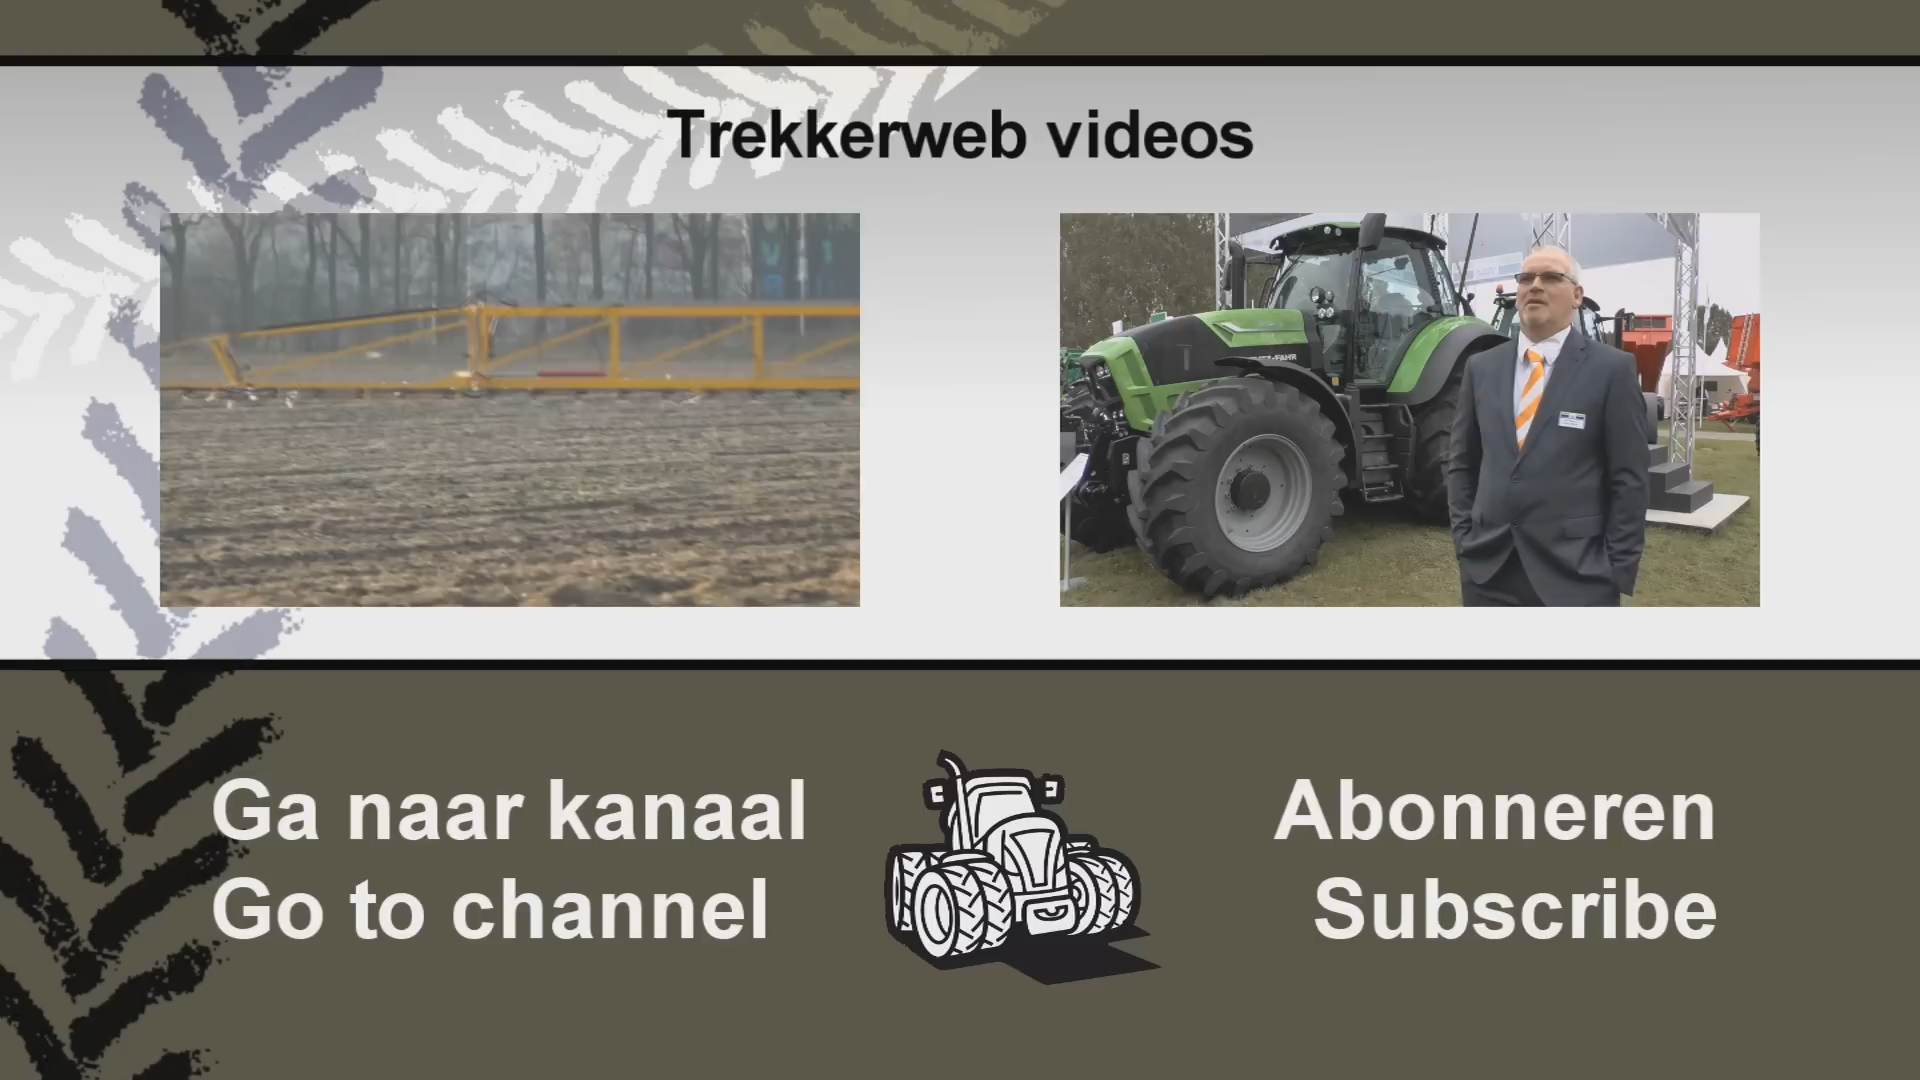 Trekkerweb videos
Ga naar kanaal
Go to channel
Abonneren
Subscribe